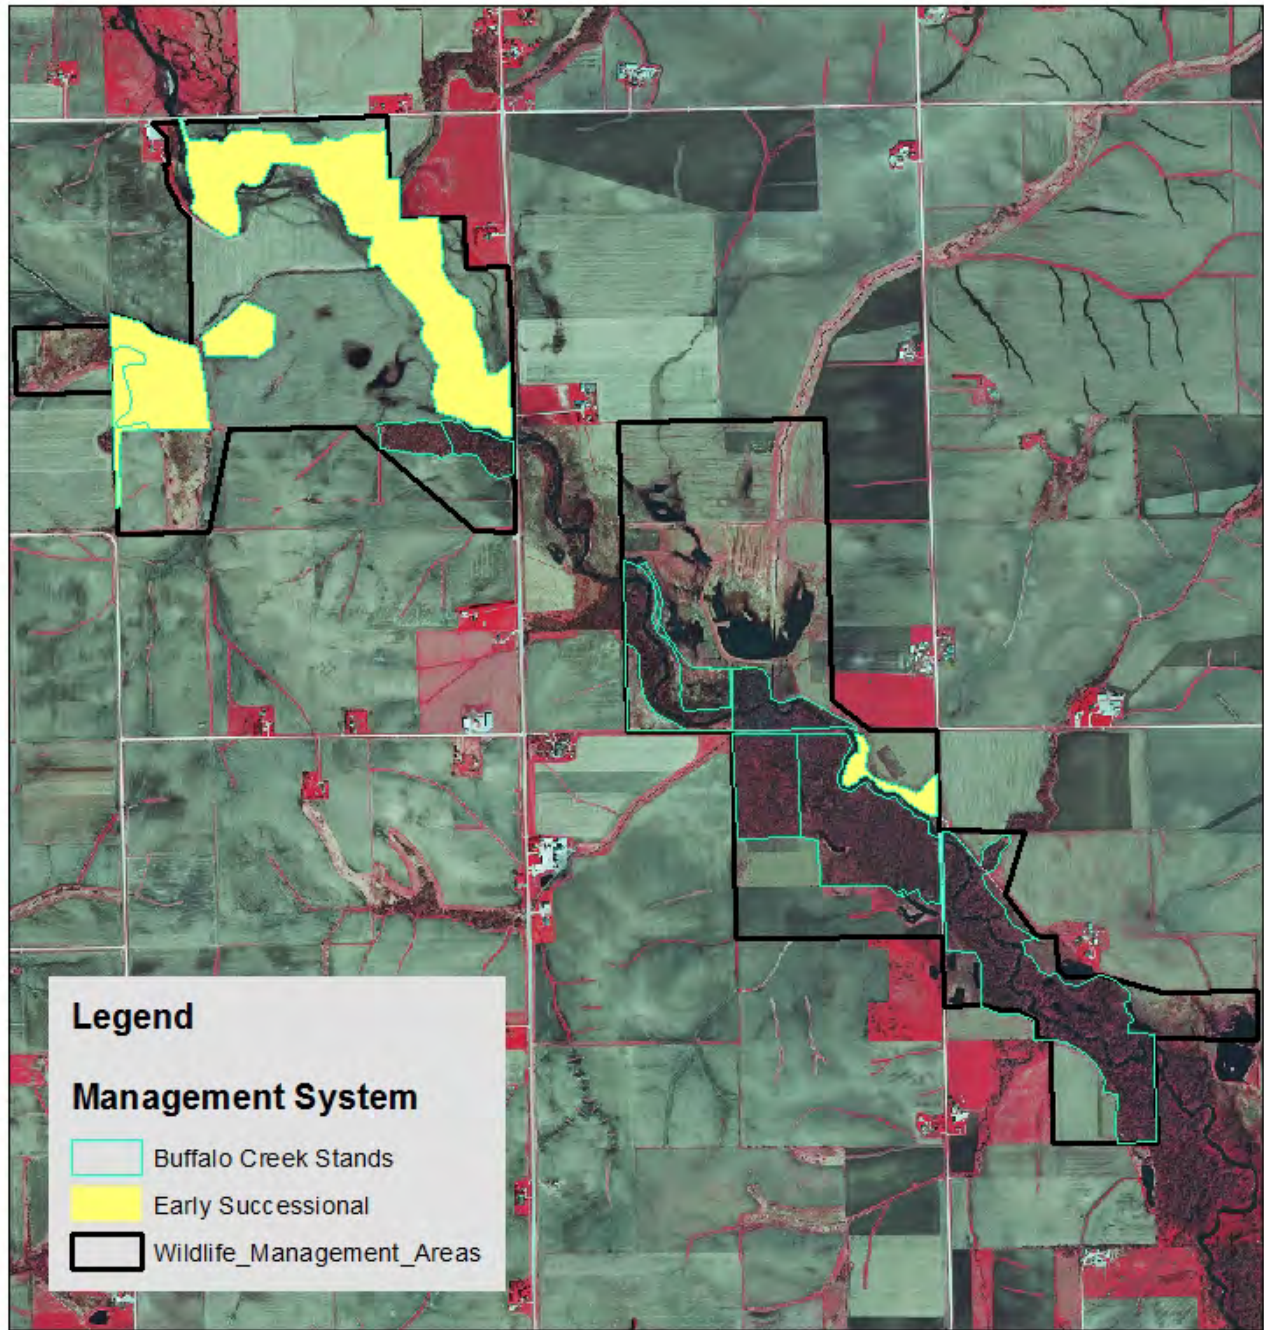 Legend
Management System
Buffalo Creek Stands
Early Successional
Wildlife_Management_Areas